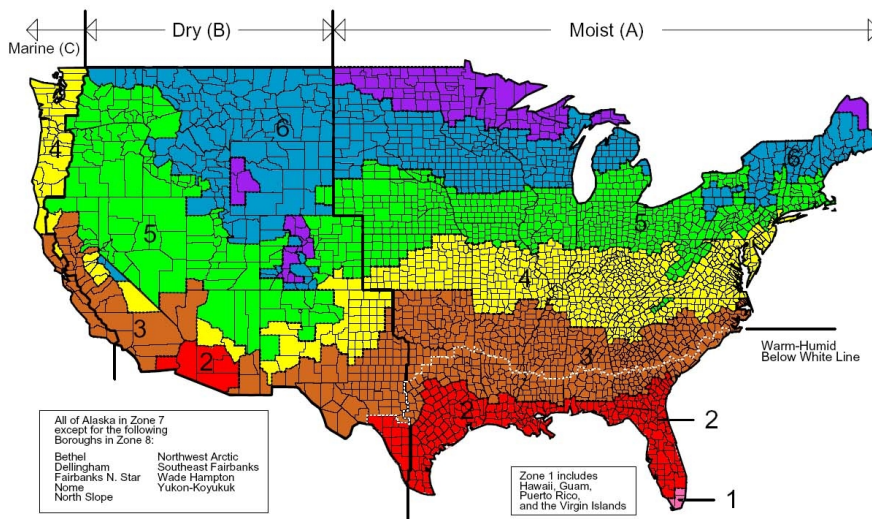 Dry (B)
Moist (A)
Marine (C)
7
6
6
4
5
5
4
3
3
2
2
2
1
Warm-Humid
Below White Line
All of Alaska in Zone 7
except for the following
Boroughs in Zone 8:
Bethel
Dellingham
Fairbanks N. Star
Nome
North Slope
Northwest Arctic
Southeast Fairbanks
Wade Hampton
Yukon-Koyukuk
Zone 1 includes
Hawaii, Guam,
Puerto Rico,
and the Virgin Islands